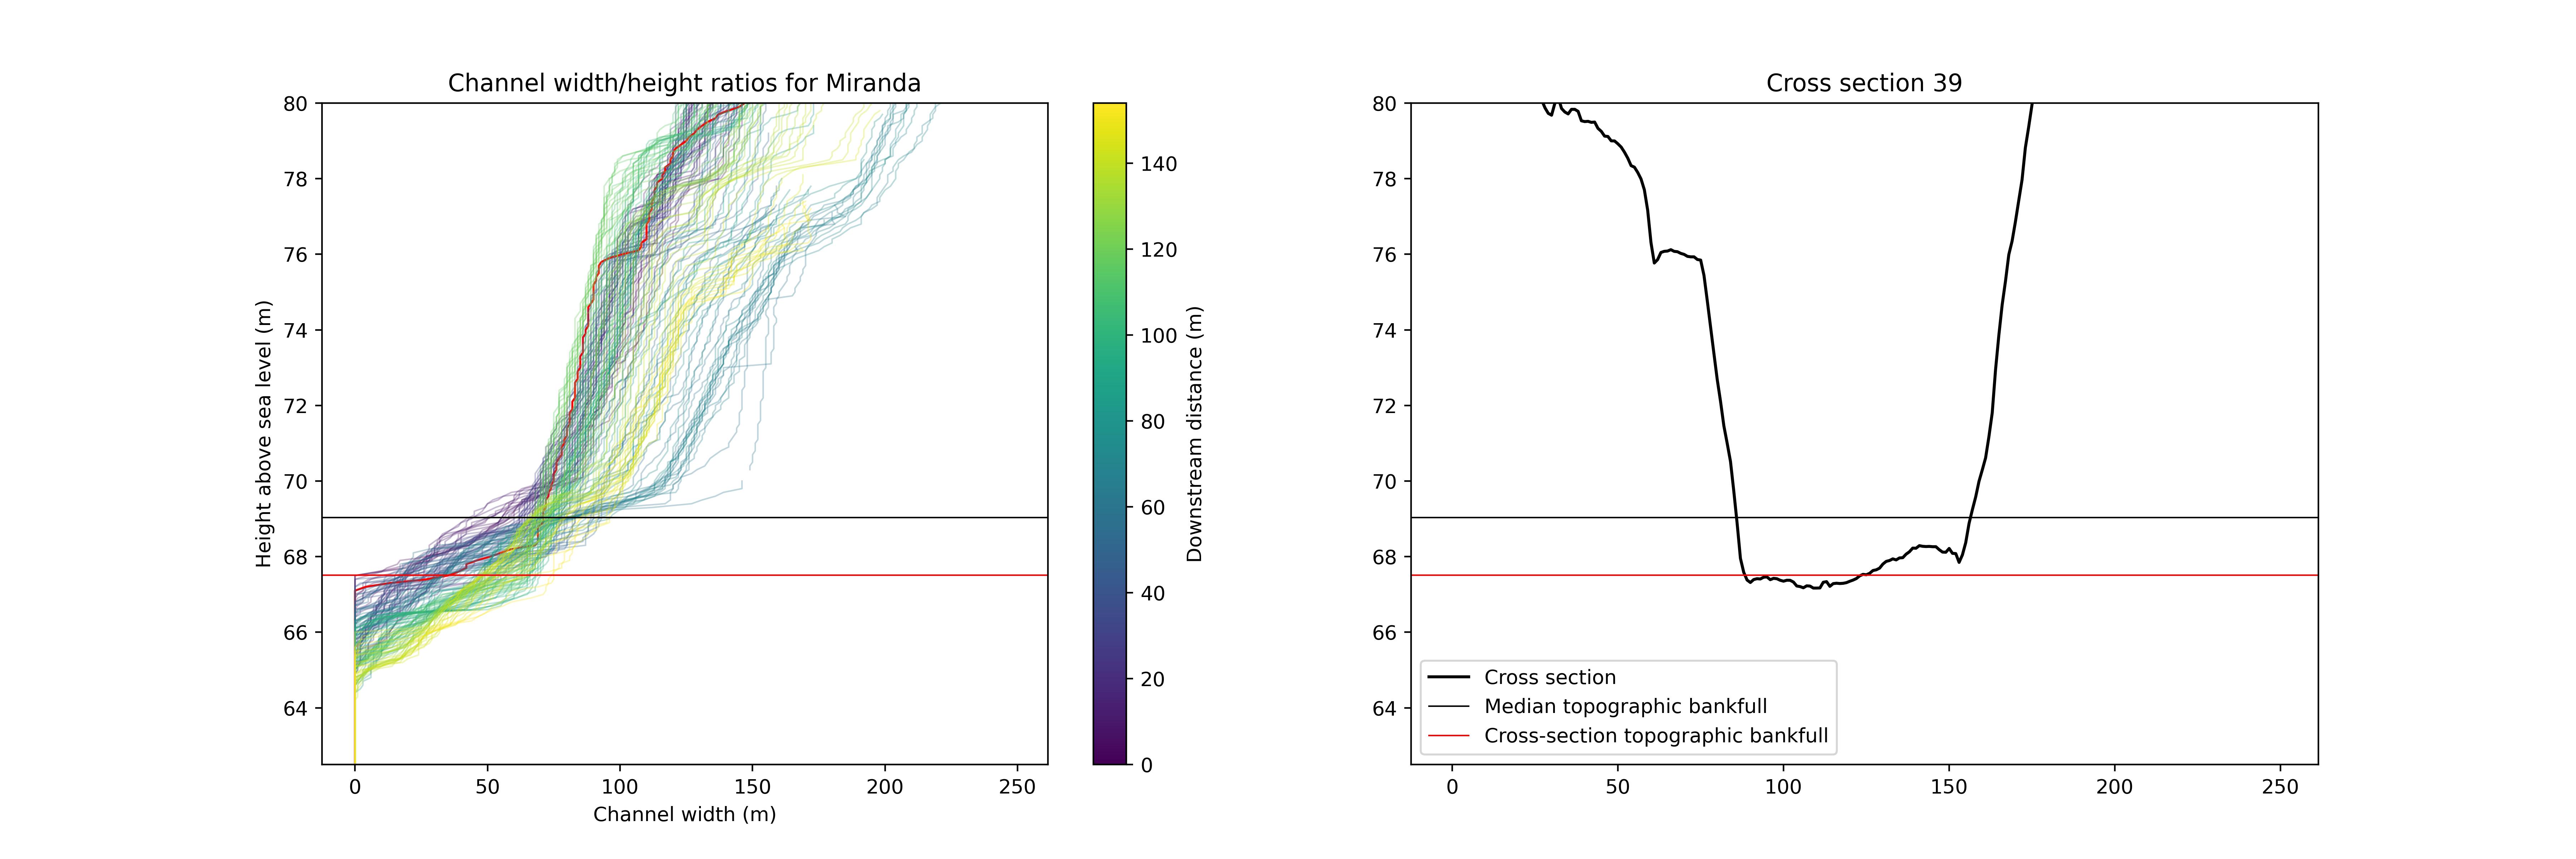 Channel width/height ratios for Miranda
80
78
76
74
72
70
68
66
64
Height above sea level (m)
0 50 100 150 200 250
Channel width (m)
140
120
100
80
60
40
20
0
Downstream distance (m)
Cross section 39
80
78
76
74
72
70
68
66
64
Cross section
Median topographic bankfull
Cross-section topographic bankfull
0 50 100 150 200 250